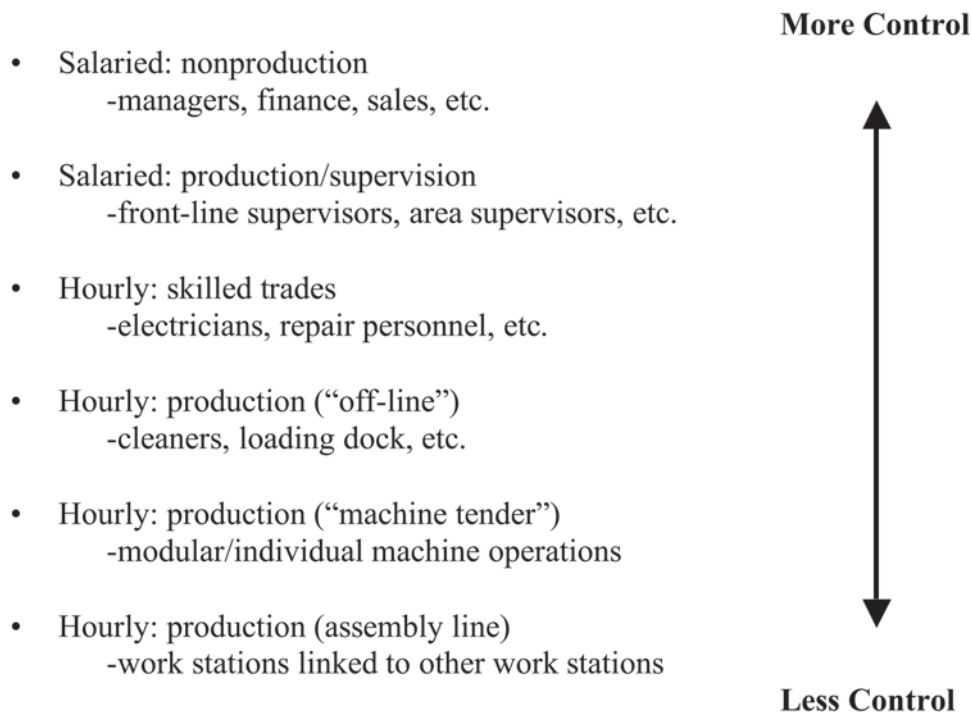 More Control
• Salaried: nonproduction
-managers, finance, sales, etc.
• Salaried: production/supervision
-front-line supervisors, area supervisors, etc.
• Hourly: skilled trades
-electricians, repair personnel, etc.
• Hourly: production (“off-line”)
-cleaners, loading dock, etc.
• Hourly: production (“machine tender”)
-modular/individual machine operations
• Hourly: production (assembly line)
-work stations linked to other work stations
Less Control